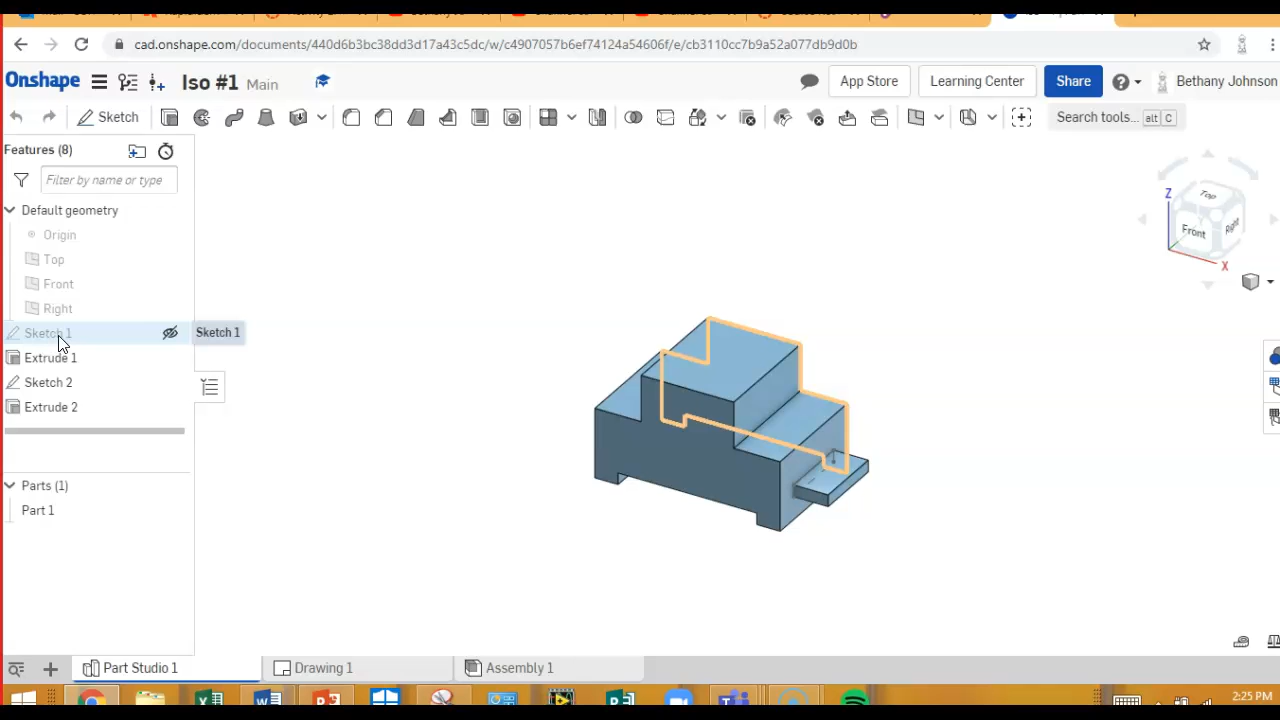 cad.onshape.com/documents/440d6b3bc38dd3d17a43c5dc/w/c4907057b6ef74124a54606f/e/cb3110cc7b9a52a077db9d0b
Onshape Iso #1 Main App Store Learning Center Share Bethany Johnson
Sketch Search tools... alt C
Features (8)
Filter by name or type
Default geometry
Origin
Top
Front
Right
Sketch 1 Sketch 1
Extrude 1
Sketch 2
Extrude 2
Parts (1)
Part 1
Z Top Front Right X
Part Studio 1 Drawing 1 Assembly 1
2:25 PM